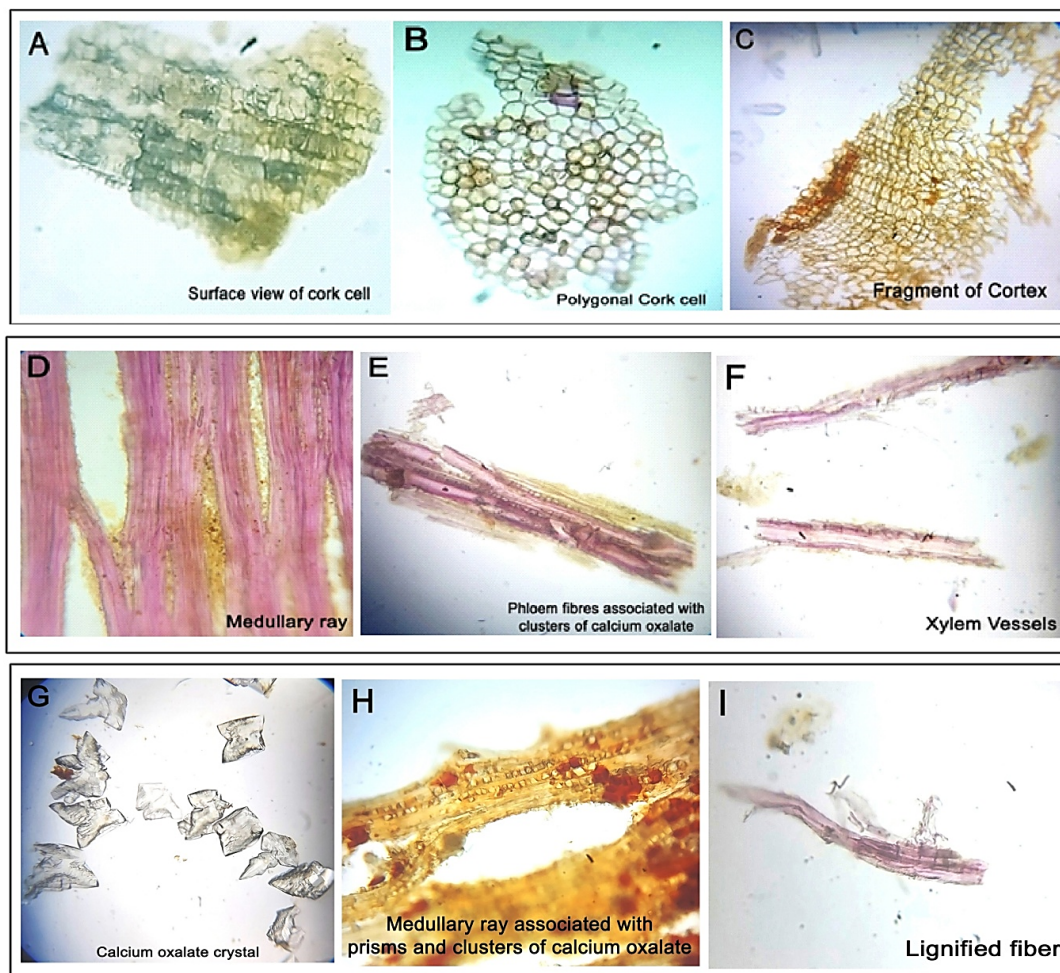 A
Surface view of cork cell
B
Polygonal Cork cell
C
Fragment of Cortex
D
Medullary ray
E
Phloem fibres associated with
clusters of calcium oxalate
F
Xylem Vessels
G
Calcium oxalate crystal
H
Medullary ray associated with
prisms and clusters of calcium oxalate
I
Lignified fiber